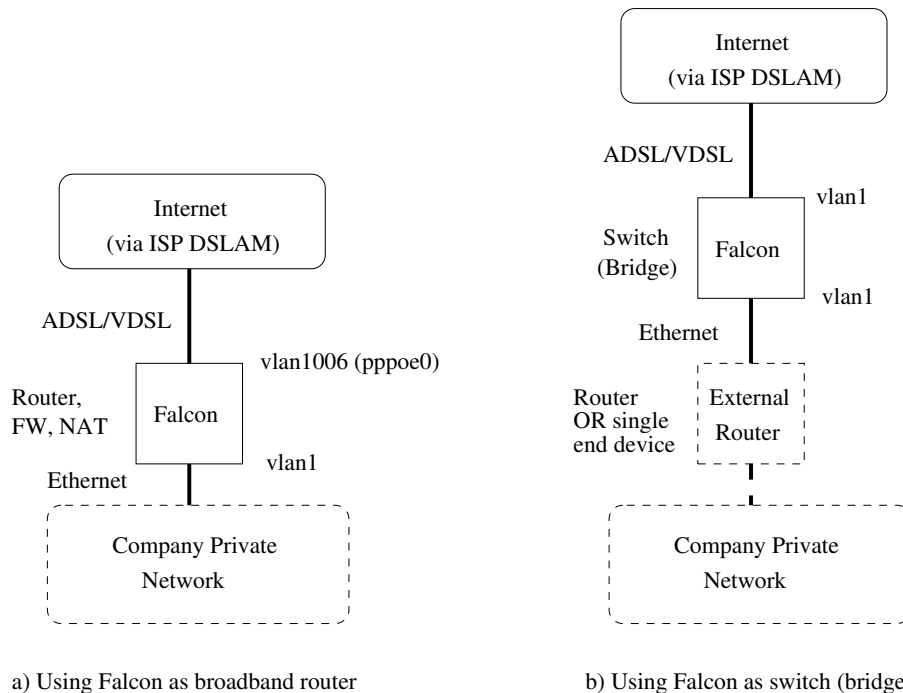 Internet
(via ISP DSLAM)
ADSL/VDSL
vlan1006 (pppoe0)
Router,
FW, NAT
Falcon
vlan1
Ethernet
Company Private
Network
a) Using Falcon as broadband router
Internet
(via ISP DSLAM)
ADSL/VDSL
vlan1
Switch
(Bridge)
Falcon
vlan1
Ethernet
Router
OR single
end device
External
Router
Company Private
Network
b) Using Falcon as switch (bridge